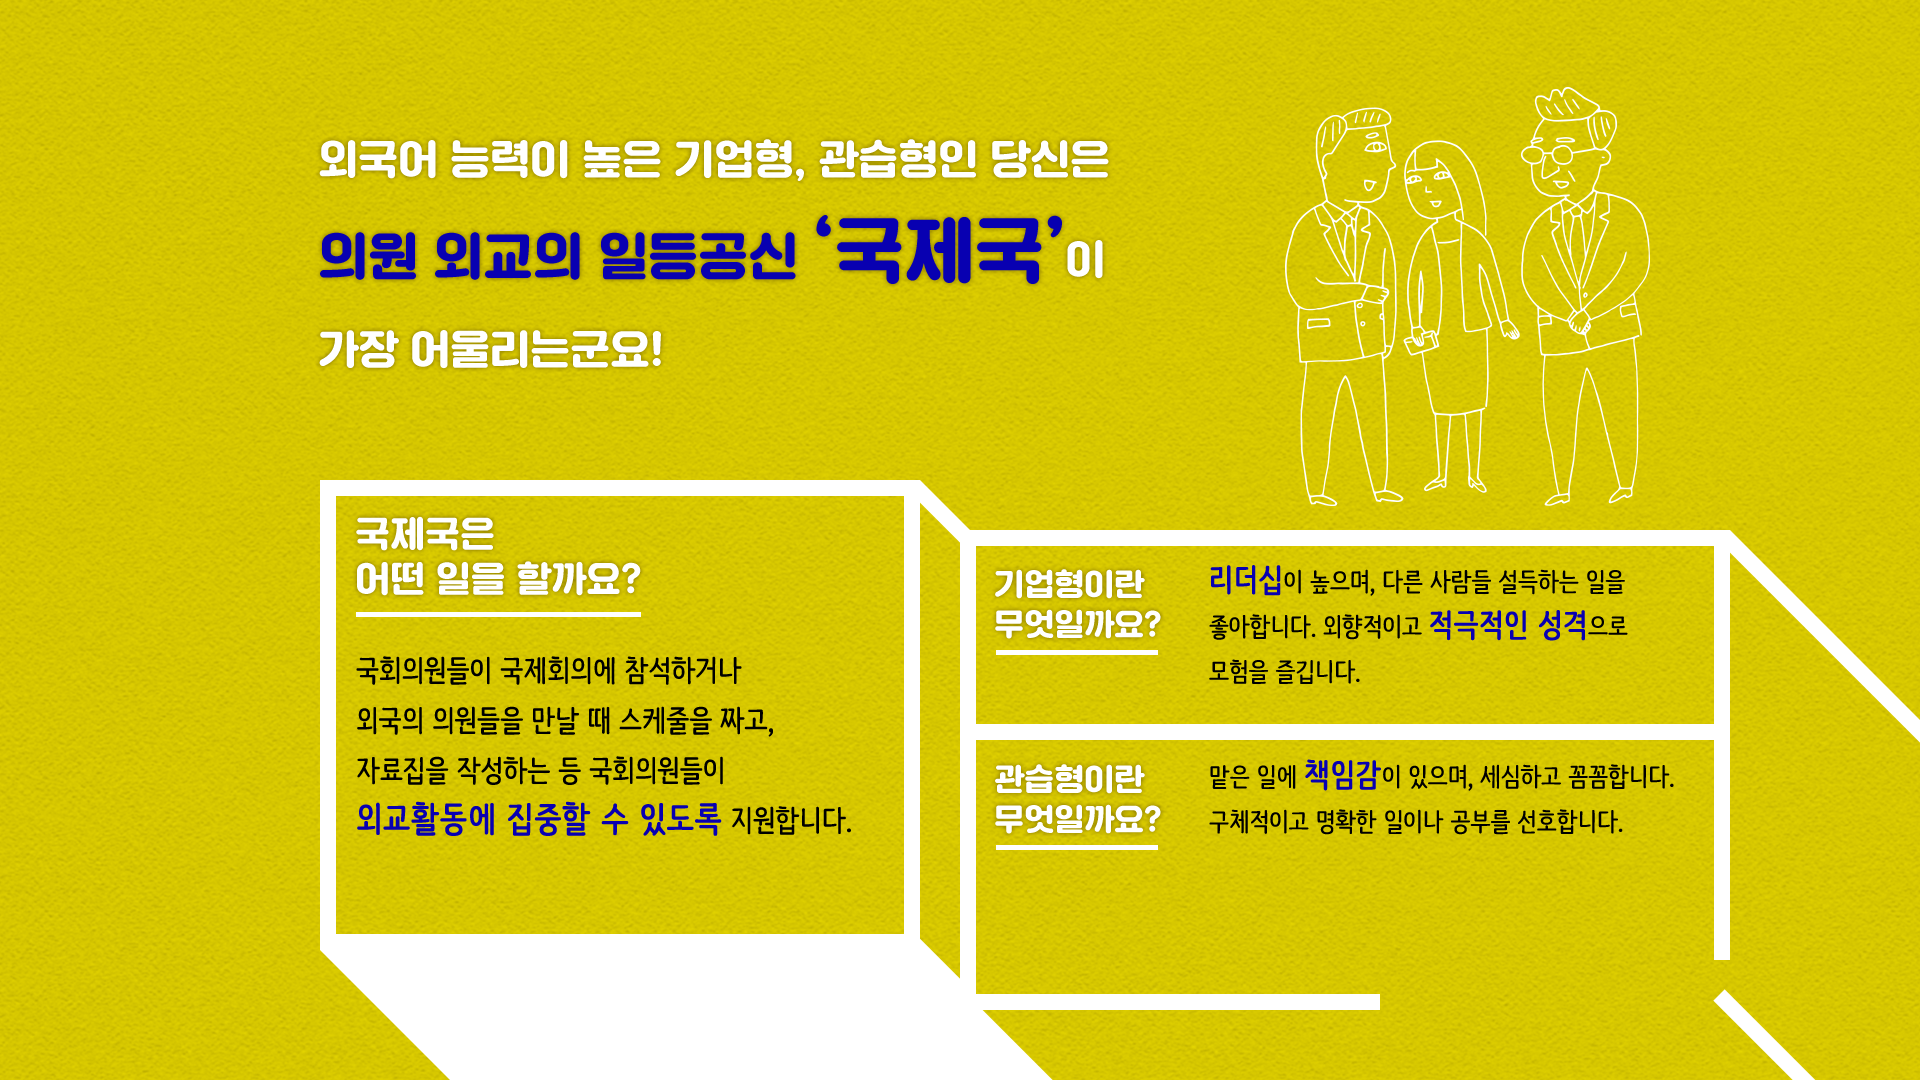 외국어 능력이 높은 기업형, 관습형인 당신은
의원 외교의 일등공신 ‘국제국’이
가장 어울리는군요!
국제국은
어떤 일을 할까요?
국회의원들이 국제회의에 참석하거나
외국의 의원들을 만날 때 스케줄을 짜고,
자료집을 작성하는 등 국회의원들이
외교활동에 집중할 수 있도록 지원합니다.
기업형이란
무엇일까요?
리더십이 높으며, 다른 사람들 설득하는 일을
좋아합니다. 외향적이고 적극적인 성격으로
모험을 즐깁니다.
관습형이란
무엇일까요?
맡은 일에 책임감이 있으며, 세심하고 꼼꼼합니다.
구체적이고 명확한 일이나 공부를 선호합니다.